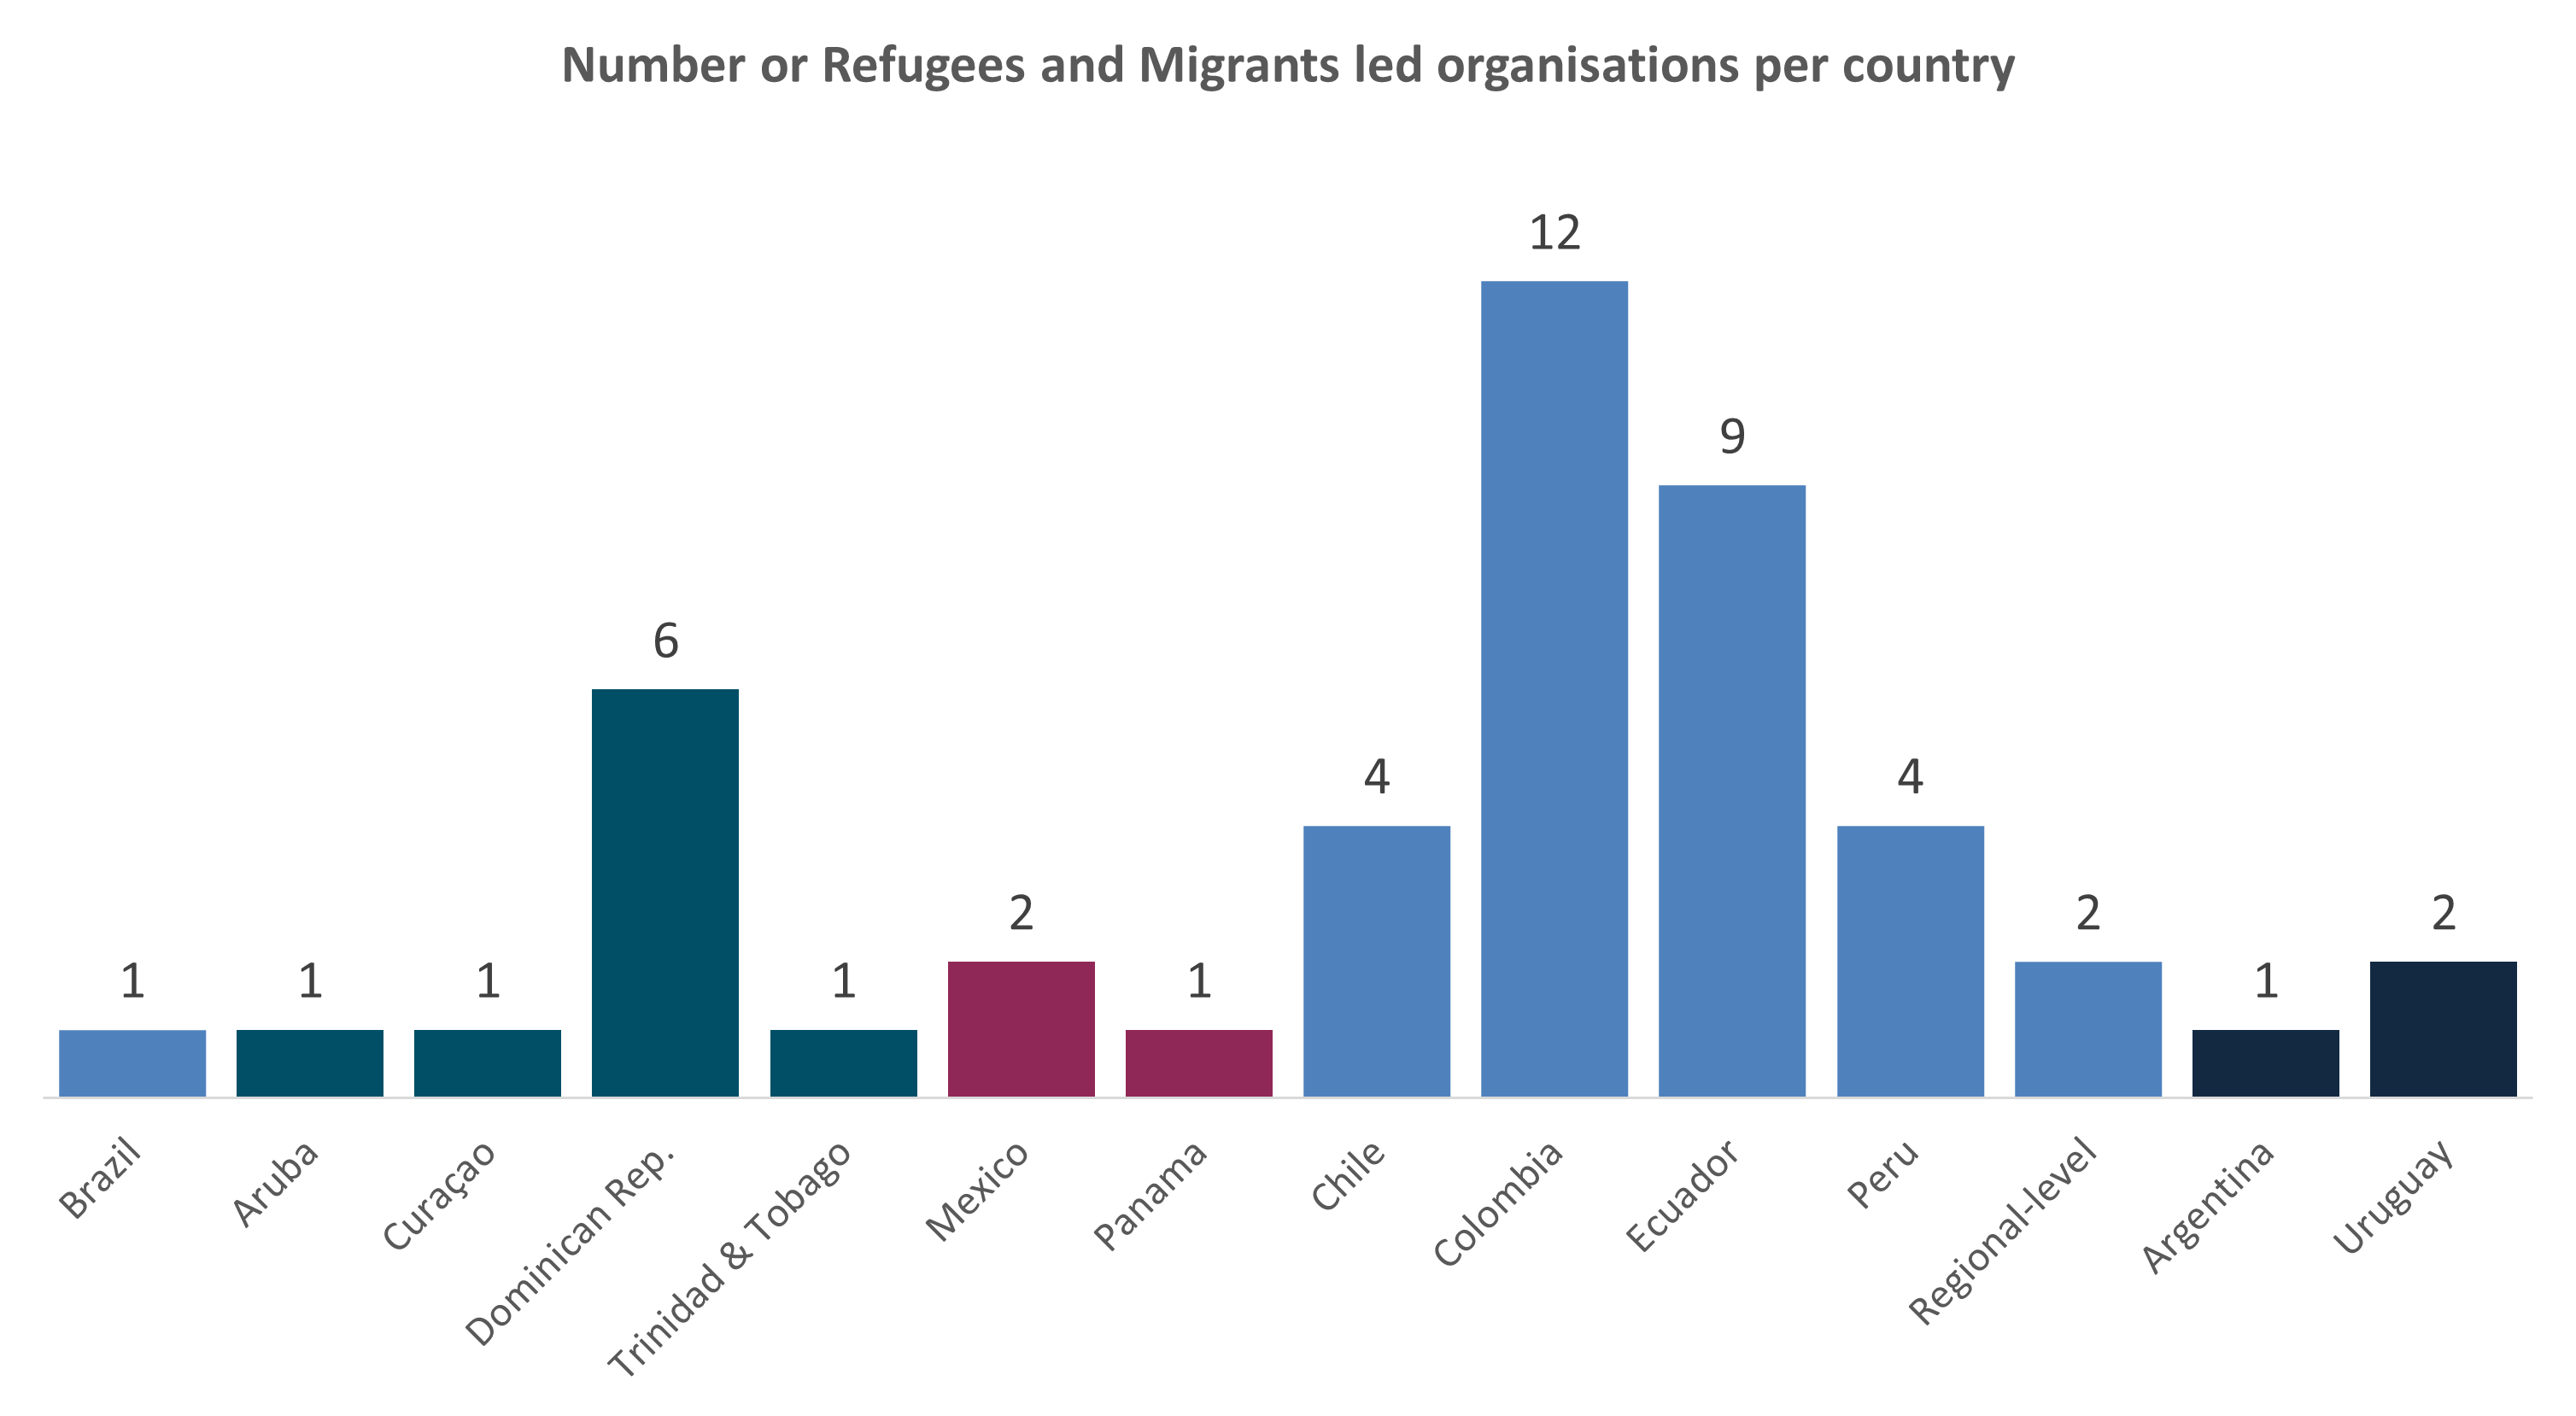 Number or Refugees and Migrants led organisations per country
12
9
6
4
4
2
2
2
1
1
1
1
1
1
Brazil
Aruba
Curaçao
Dominican Rep.
Trinidad & Tobago
Mexico
Panama
Chile
Colombia
Ecuador
Peru
Regional-level
Argentina
Uruguay